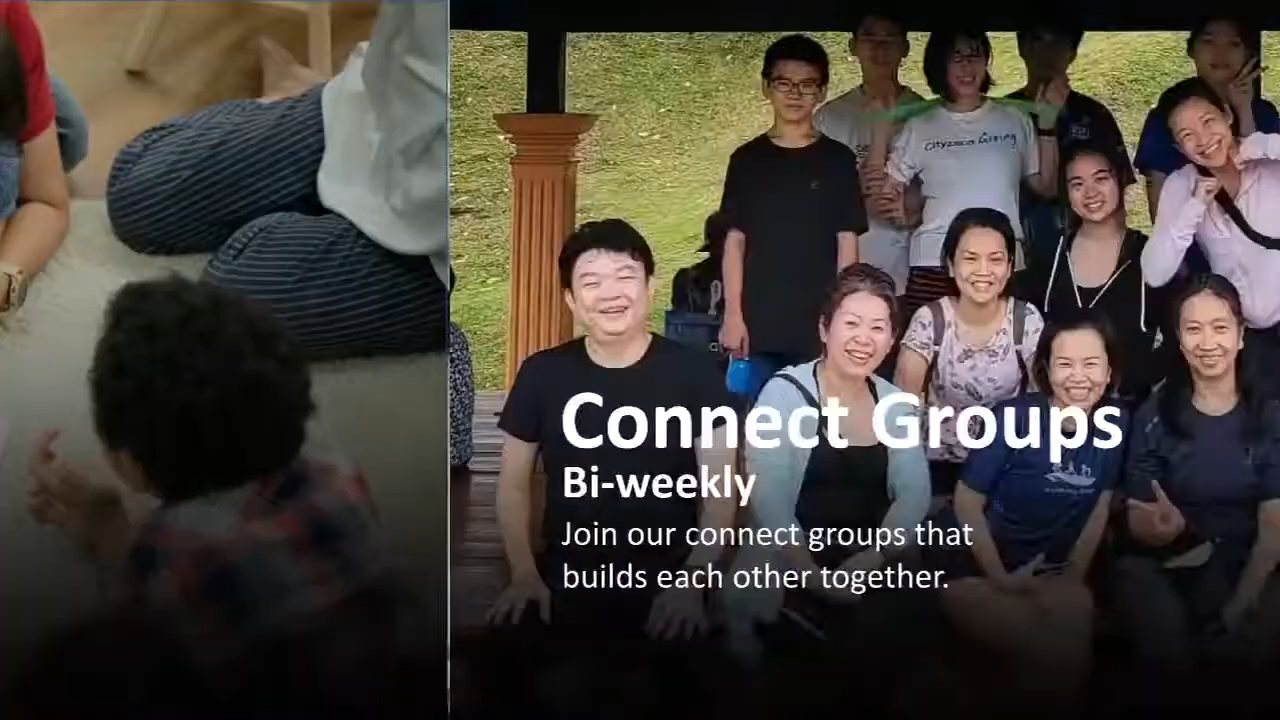 Connect Groups
Bi-weekly
Join our connect groups that
builds each other together.